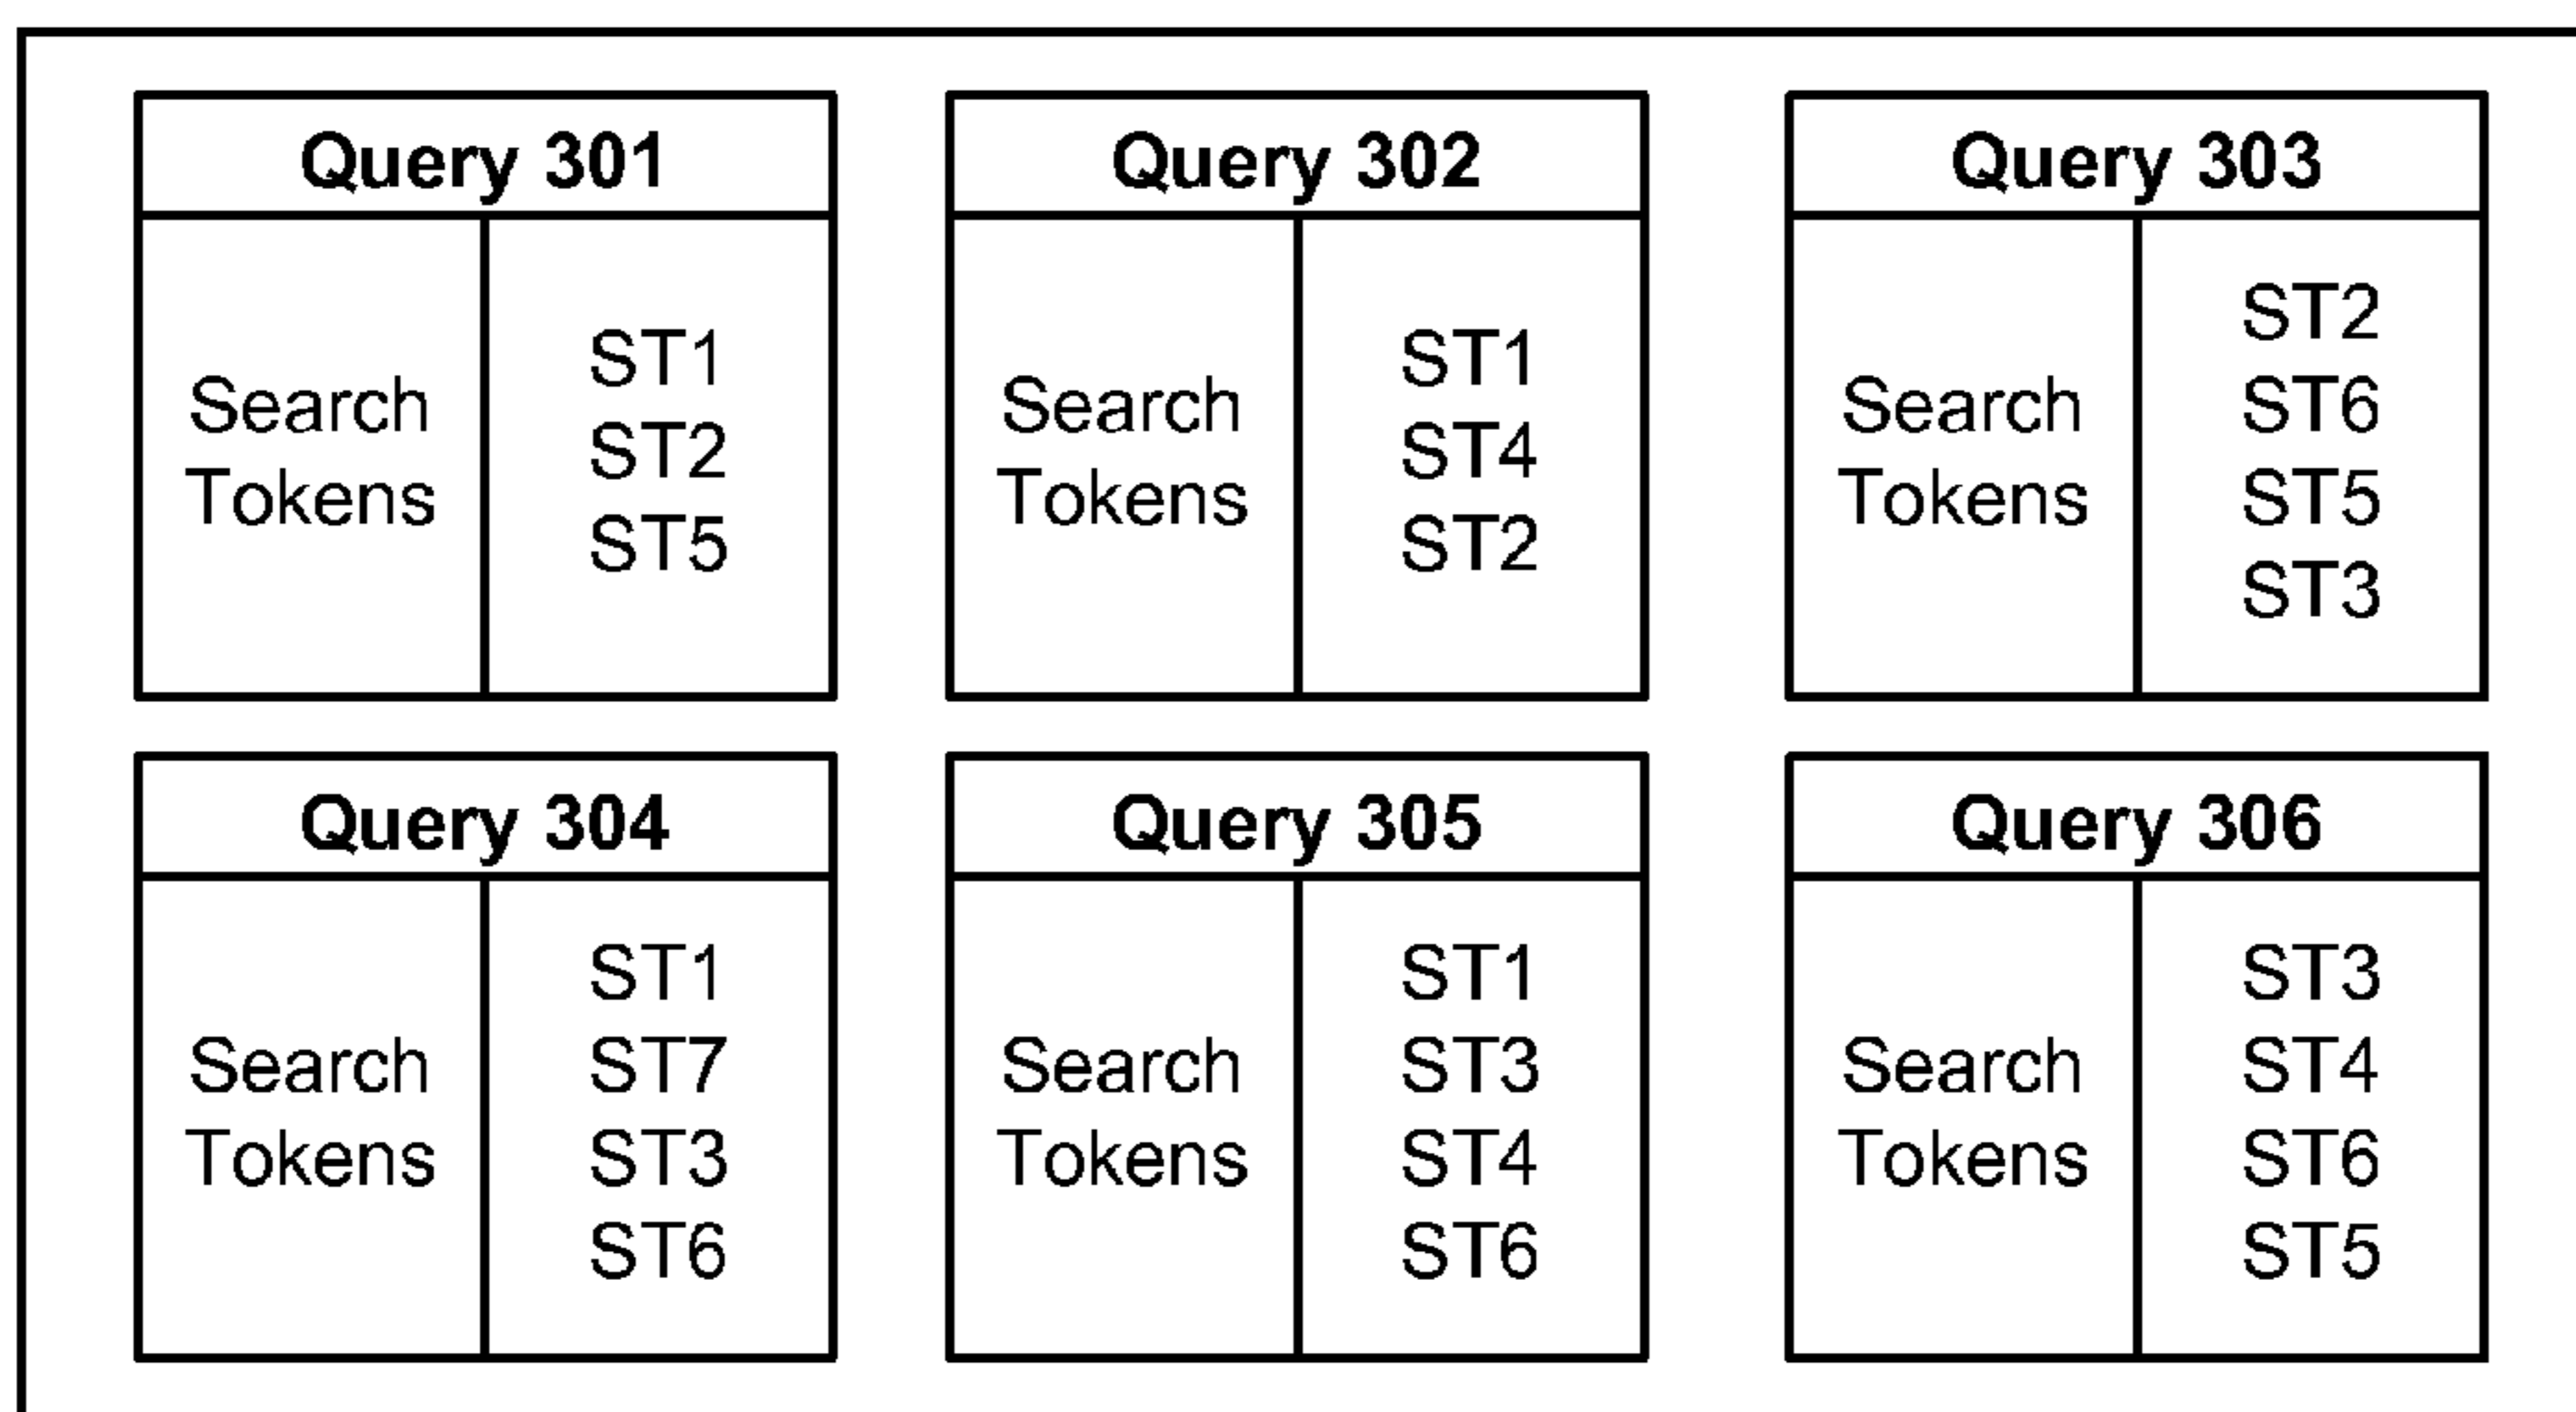 Query 301
Search
Tokens
ST1
ST2
ST5
Query 302
Search
Tokens
ST1
ST4
ST2
Query 303
Search
Tokens
ST2
ST6
ST5
ST3
Query 304
Search
Tokens
ST1
ST7
ST3
ST6
Query 305
Search
Tokens
ST1
ST3
ST4
ST6
Query 306
Search
Tokens
ST3
ST4
ST6
ST5